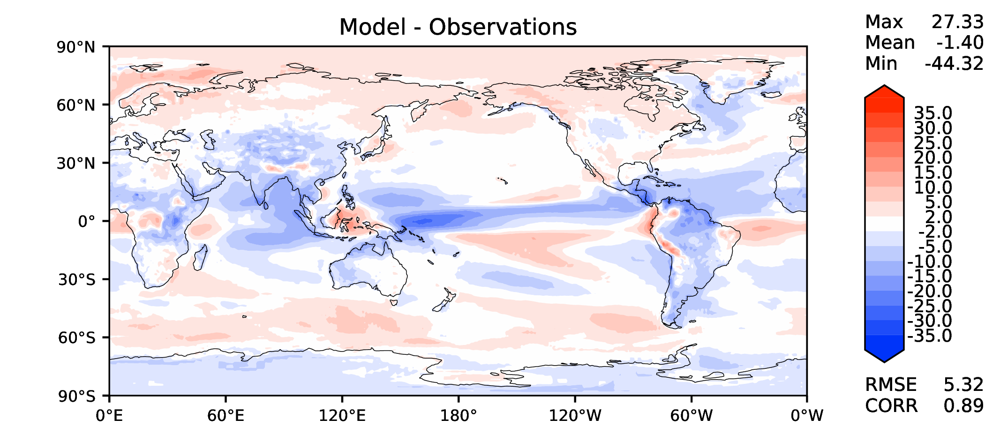 Model - Observations
Max 27.33
Mean -1.40
Min -44.32
90°N
60°N
30°N
0°
30°S
60°S
90°S
0°E 60°E 120°E 180° 120°W 60°W 0°W
35.0
30.0
25.0
20.0
15.0
10.0
5.0
2.0
-2.0
-5.0
-10.0
-15.0
-20.0
-25.0
-30.0
-35.0
RMSE 5.32
CORR 0.89